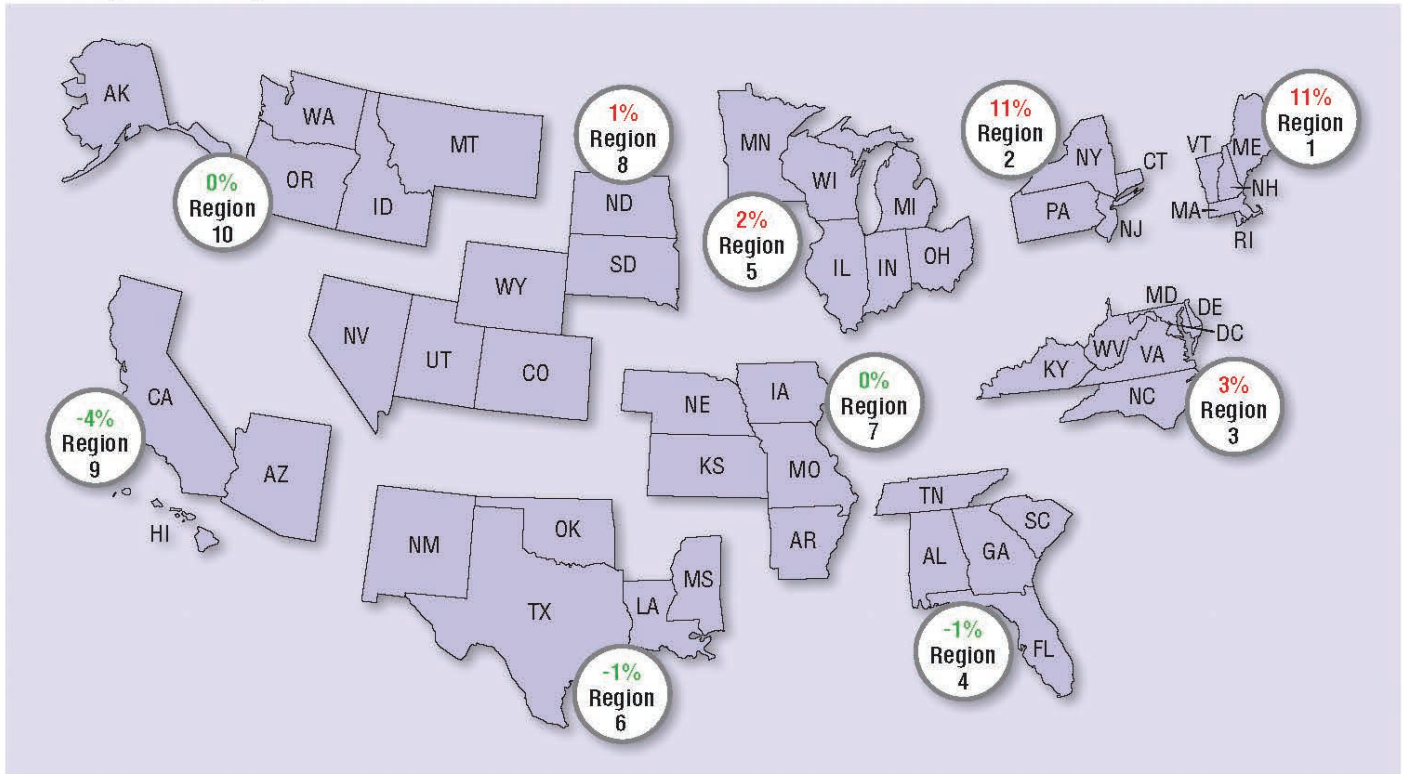 AK
WA
OR
ID
MT
0%
Region
10
1%
Region
8
ND
SD
WY
NV
UT
CO
MN
WI
MI
IL
IN
OH
2%
Region
5
11%
Region
2
NY
PA
CT
NJ
11%
Region
1
VT
ME
NH
MA
RI
CA
AZ
HI
-4%
Region
9
NE
IA
KS
MO
AR
0%
Region
7
MD
DE
DC
WV
VA
KY
NC
3%
Region
3
NM
OK
TX
LA
MS
-1%
Region
6
TN
SC
AL
GA
FL
-1%
Region
4